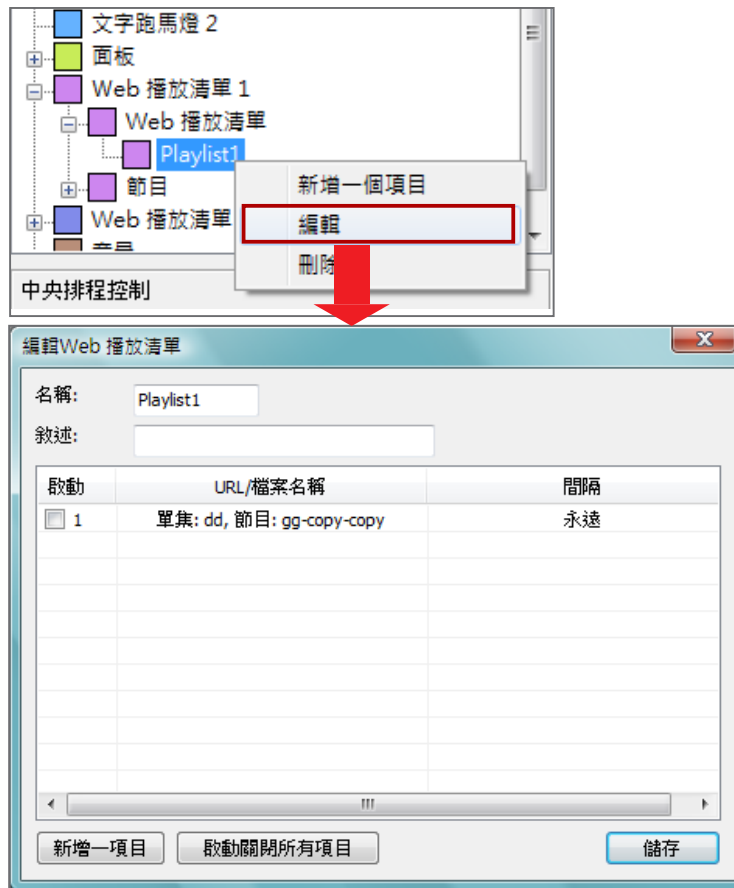 文字跑馬燈 2
面板
Web 播放清單 1
Web 播放清單
Playlist1
節目
新增一個項目
Web 播放清單
編輯
刪除
中央排程控制
編輯Web 播放清單
名稱:
Playlist1
敘述:
啟動 URL/檔案名稱 間隔
1 單集: dd, 節目: gg-copy-copy 永遠
新增一項目 啟動關閉所有項目 儲存